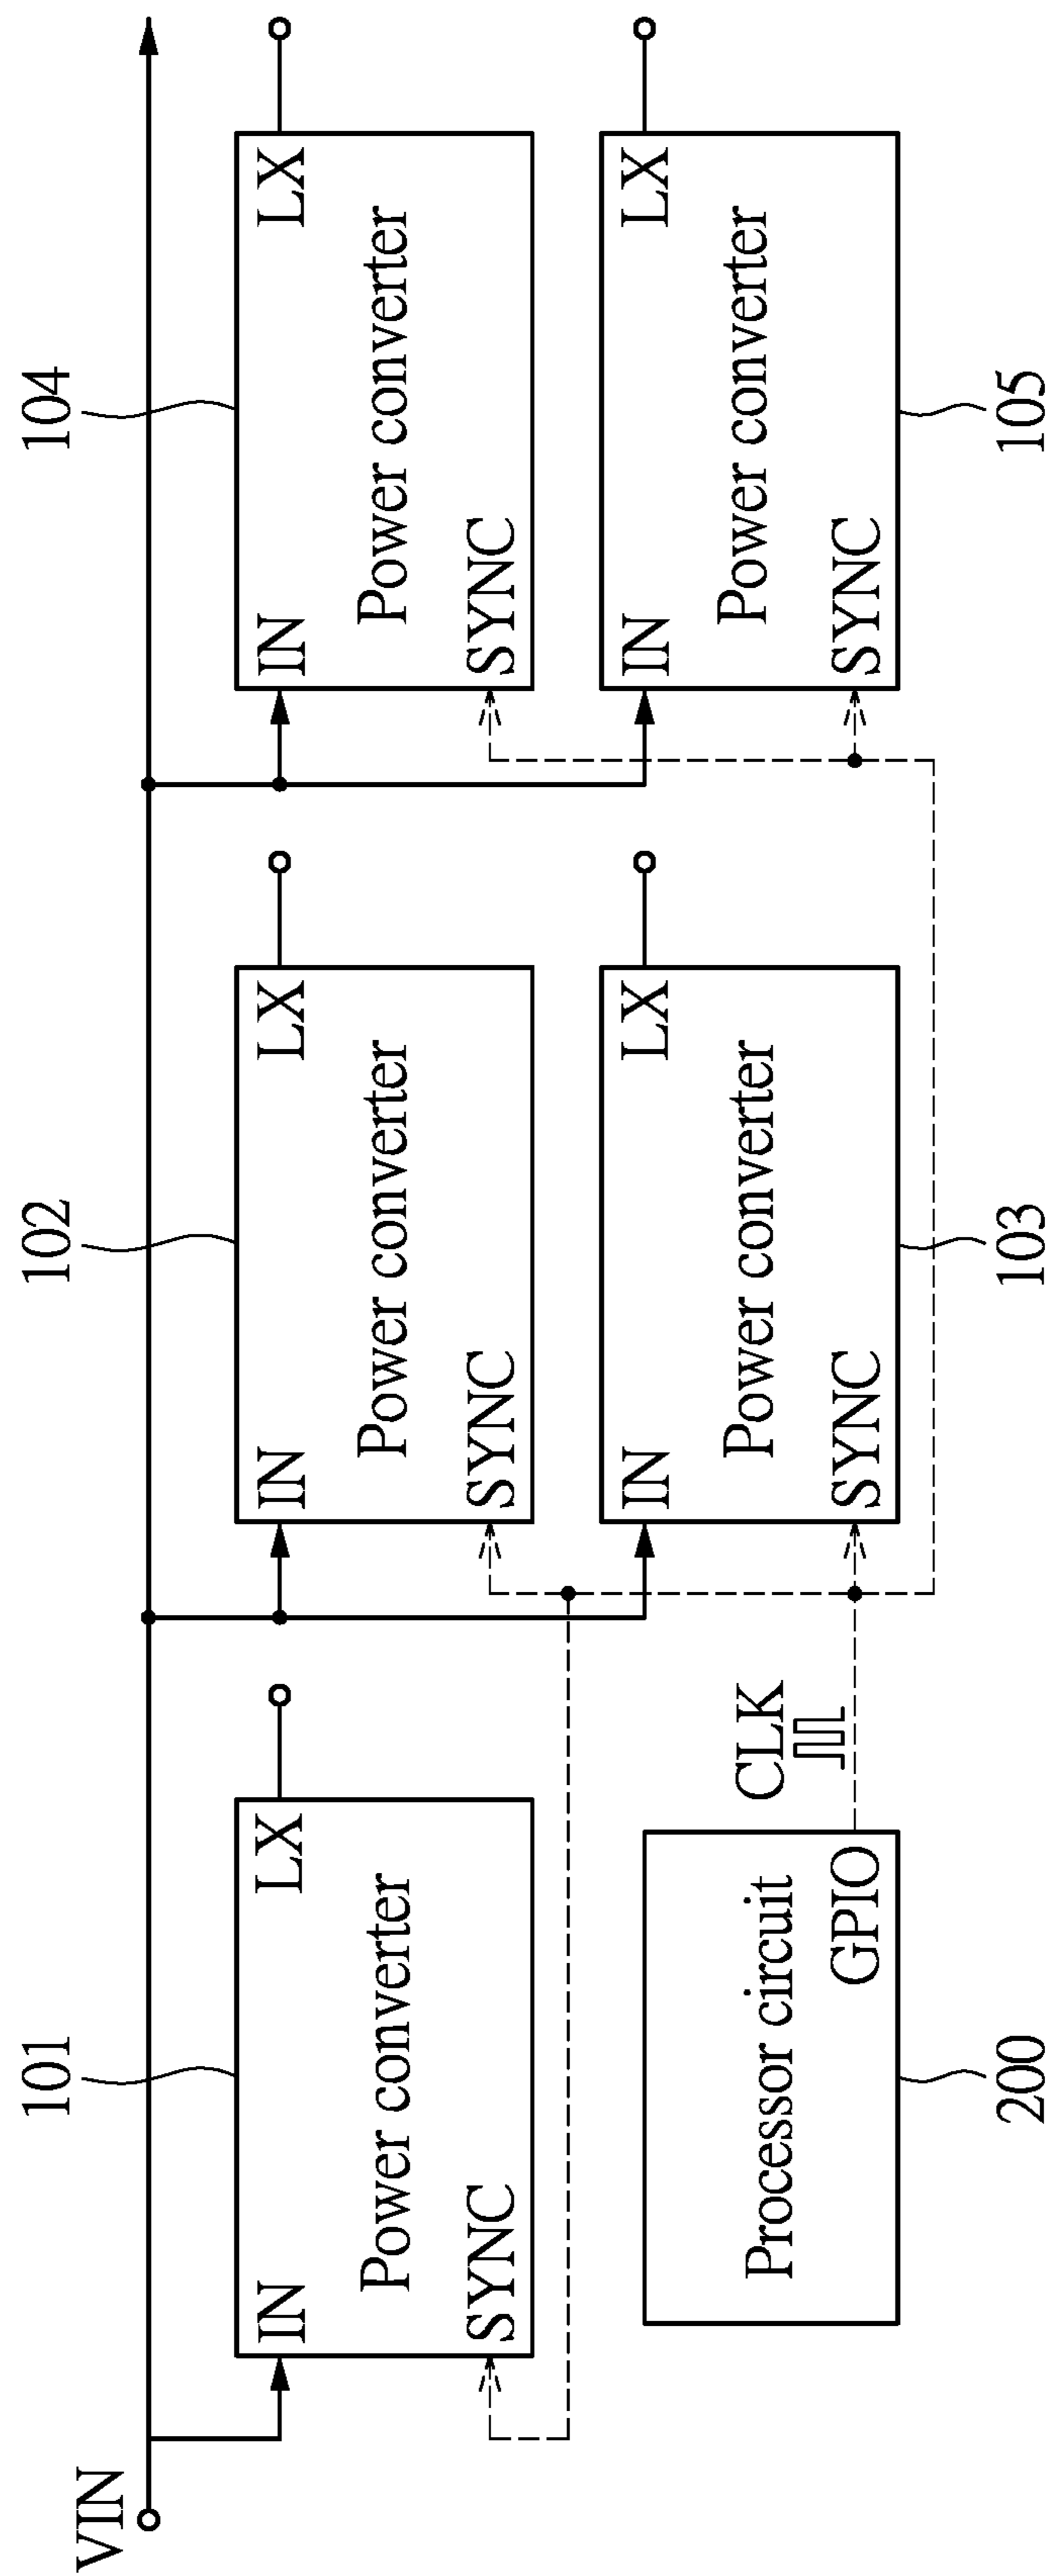 VIN
101
102
104
IN
LX
Power converter
SYNC
IN
LX
Power converter
SYNC
IN
LX
Power converter
SYNC
Processor circuit
GPIO
CLK
IN
LX
Power converter
SYNC
IN
LX
Power converter
SYNC
200
103
105